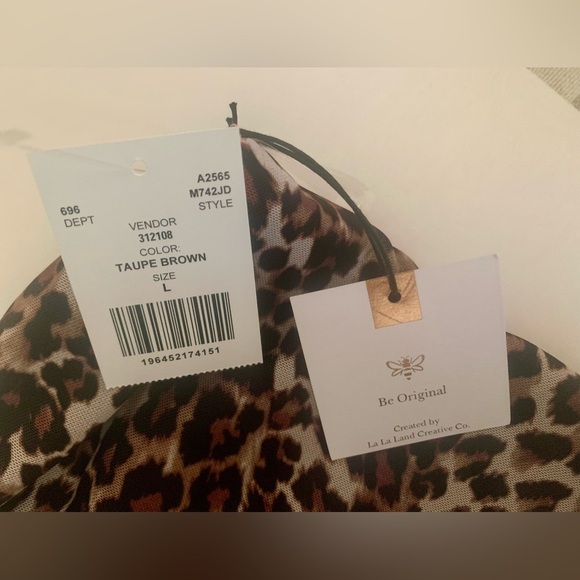 A2565
696 M742JD
DEPT STYLE
VENDOR
312108
COLOR:
TAUPE BROWN
SIZE
L
196452174151
Be Original
Created by
La La Land Creative Co.